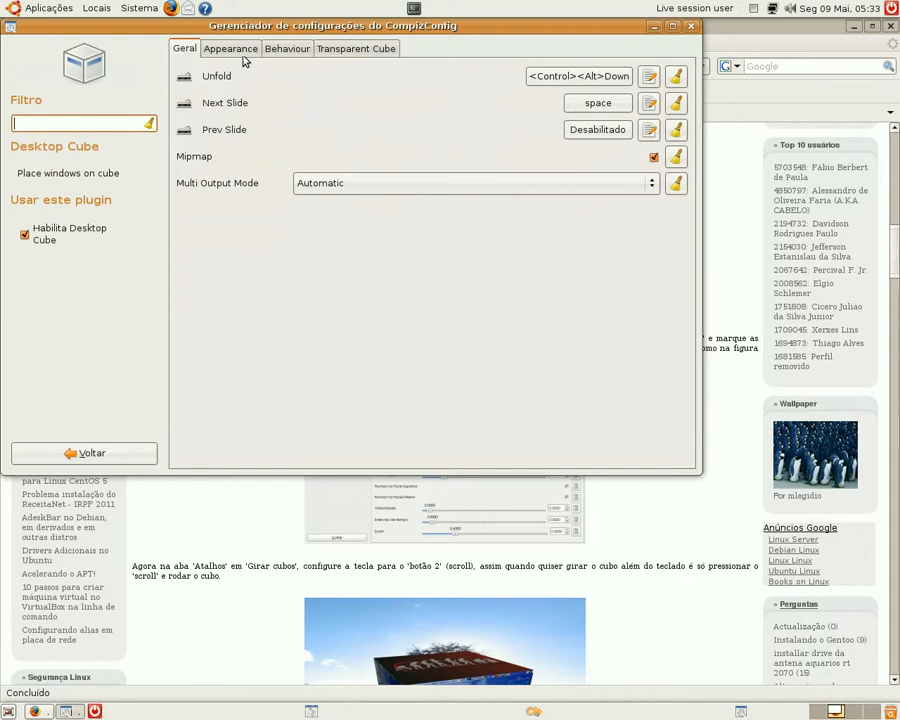 Aplicações Locais Sistema
Live session user
Seg 09 Mai, 05:33
Gerenciador de configurações do CompizConfig
Filtro
Desktop Cube
Place windows on cube
Usar este plugin
Habilita Desktop
Cube
Voltar
Geral Appearance Behaviour Transparent Cube
Unfold <Control><Alt>Down
Next Slide space
Prev Slide Desabilitado
Mipmap
Multi Output Mode Automatic
Google
» Top 10 usuários
5703548: Fábio Berbert
de Paula
4850797: Alessandro de
Oliveira Faria (A.K.A.
CABELO)
2194732: Davidson
Rodrigues Paulo
2154030: Jefferson
Estanislau da Silva
2067642: Percival F. Jr.
2008562: Elgio
Schlemer
1751808: Cicero Juliao
da Silva Junior
1709045: Xerxes Lins
1694873: Thiago Alves
1681585: Perfil
removido
' e marque as
omo na figura
» Wallpaper
Por mlegidio
Anúncios Google
Linux Server
Debian Linux
Linux Linux
Ubuntu Linux
Books on Linux
» Perguntas
Actualização (0)
Instalando o Gentoo (9)
installar drive da
antena aquarios rt
2070 (15)
para Linux CentOS 5
Problema instalação do
ReceitaNet - IRPF 2011
AdeskBar no Debian,
em derivados e em
outras distros
Drivers Adicionais no
Ubuntu
Acelerando o APT!
10 passos para criar
máquina virtual no
VirtualBox na linha de
comando
Configurando alias em
placa de rede
» Segurança Linux
Agora na aba 'Atalhos' em 'Girar cubos', configure a tecla para o 'botão 2' (scroll), assim quando quiser girar o cubo além do teclado é só pressionar o
'scroll' e rodar o cubo.
Concluído